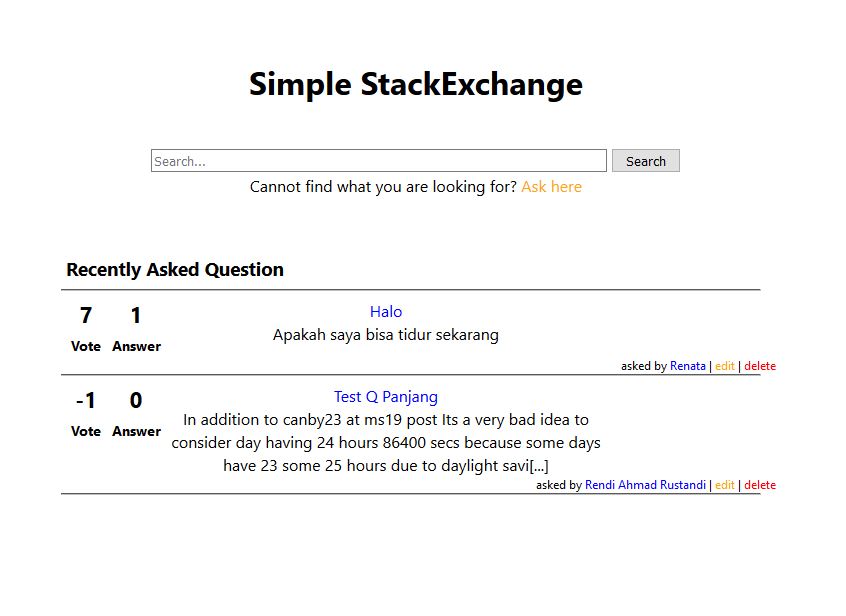 Simple StackExchange
Search... Search
Cannot find what you are looking for? Ask here
Recently Asked Question
7 1 Halo
Apakah saya bisa tidur sekarang
Vote Answer
asked by Renata | edit | delete
-1 0 Test Q Panjang
In addition to canby23 at ms19 post Its a very bad idea to
Vote Answer consider day having 24 hours 86400 secs because some days
have 23 some 25 hours due to daylight savi[...]
asked by Rendi Ahmad Rustandi | edit | delete